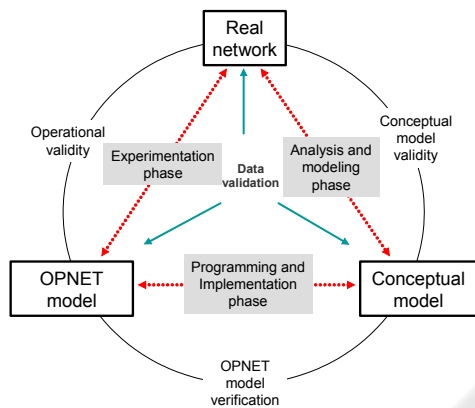 Real
network
Operational
validity
Conceptual
model
validity
Experimentation
phase
Data
validation
Analysis and
modeling
phase
OPNET
model
Programming and
Implementation
phase
Conceptual
model
OPNET
model
verification